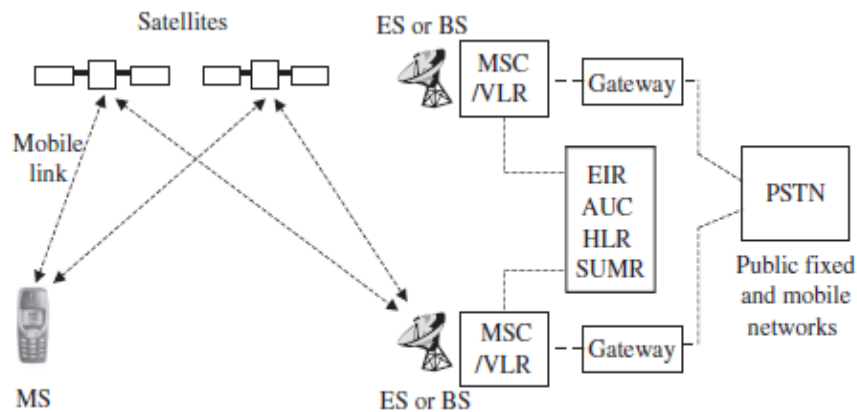 Satellites
ES or BS
MSC
/VLR
Gateway
Mobile
link
EIR
AUC
HLR
SUMR
PSTN
Public fixed
and mobile
networks
MSC
/VLR
Gateway
MS
ES or BS